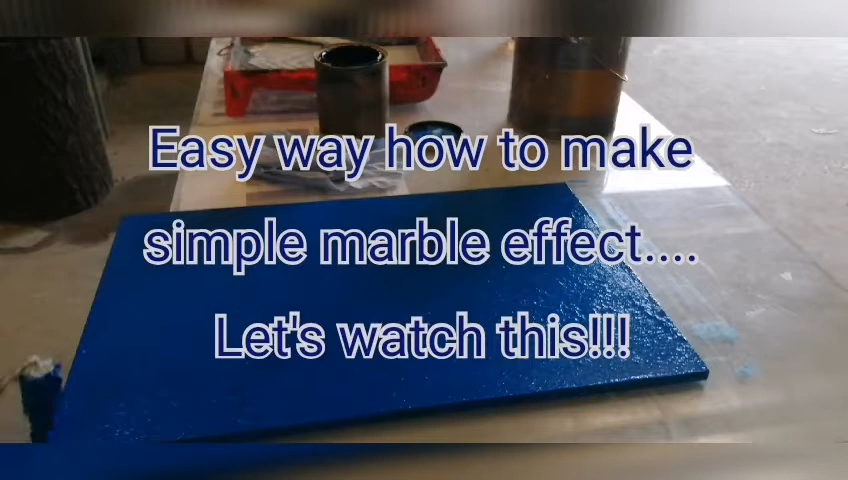 Easy way how to make
simple marble effect....
Let's watch this!!!